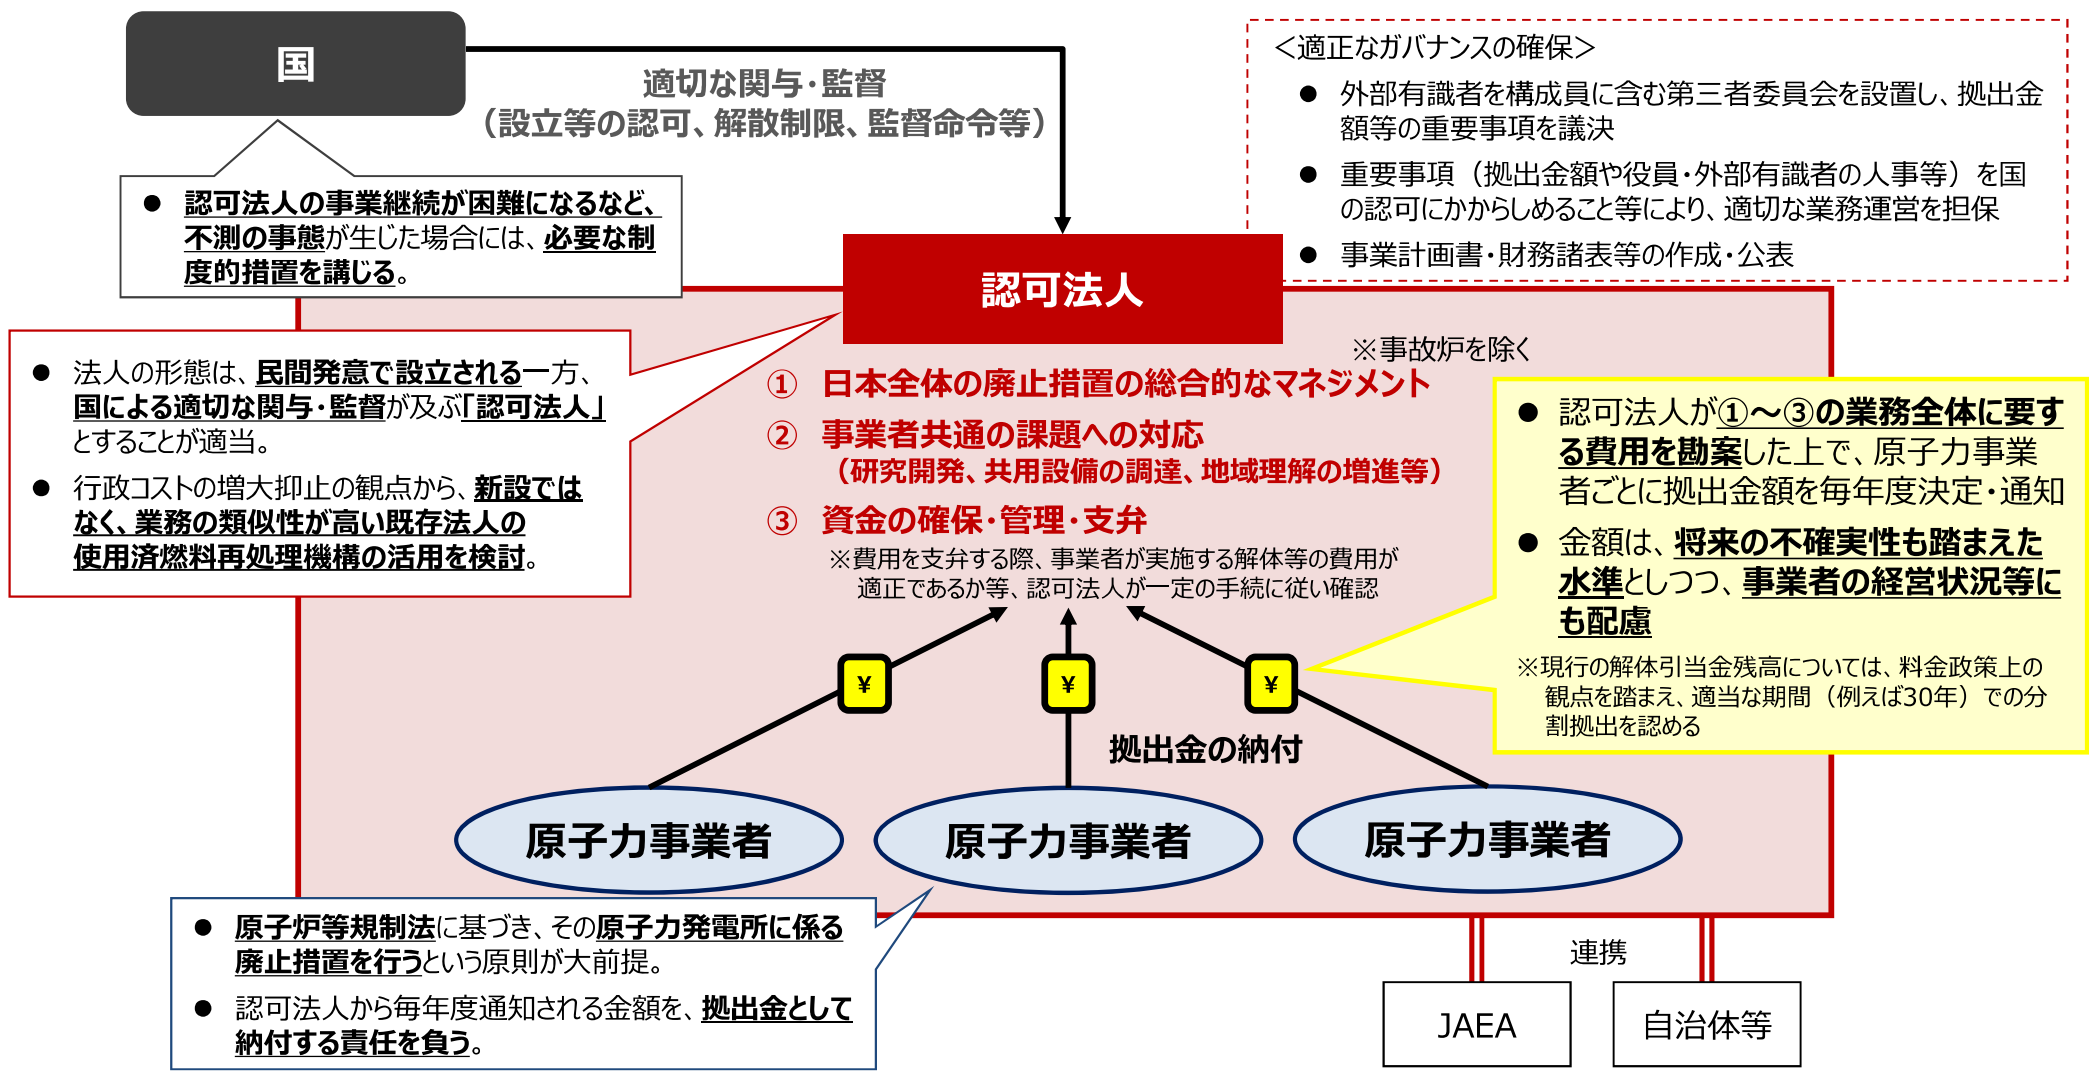 国
適切な関与・監督
（設立等の認可、解散制限、監督命令等）
＜適正なガバナンスの確保＞
● 外部有識者を構成員に含む第三者委員会を設置し、拠出金
額等の重要事項を議決
● 重要事項（拠出金額や役員・外部有識者の人事等）を国
の認可にかからしめること等により、適切な業務運営を担保
● 事業計画書・財務諸表等の作成・公表
● 認可法人の事業継続が困難になるなど、
不測の事態が生じた場合には、必要な制
度的措置を講じる。
認可法人
● 法人の形態は、民間発意で設立される一方、
国による適切な関与・監督が及ぶ「認可法人」
とすることが適当。
● 行政コストの増大抑止の観点から、新設では
なく、業務の類似性が高い既存法人の
使用済燃料再処理機構の活用を検討。
※事故炉を除く
① 日本全体の廃止措置の総合的なマネジメント
② 事業者共通の課題への対応
（研究開発、共用設備の調達、地域理解の増進等）
③ 資金の確保・管理・支弁
※費用を支弁する際、事業者が実施する解体等の費用が
適正であるか等、認可法人が一定の手続に従い確認
● 認可法人が①～③の業務全体に要す
る費用を勘案した上で、原子力事業
者ごとに拠出金額を毎年度決定・通知
● 金額は、将来の不確実性も踏まえた
水準としつつ、事業者の経営状況等に
も配慮
※現行の解体引当金残高については、料金政策上の
観点を踏まえ、適当な期間（例えば30年）での分
割拠出を認める
¥
¥
¥
拠出金の納付
原子力事業者
原子力事業者
原子力事業者
● 原子炉等規制法に基づき、その原子力発電所に係る
廃止措置を行うという原則が大前提。
● 認可法人から毎年度通知される金額を、拠出金として
納付する責任を負う。
連携
JAEA
自治体等